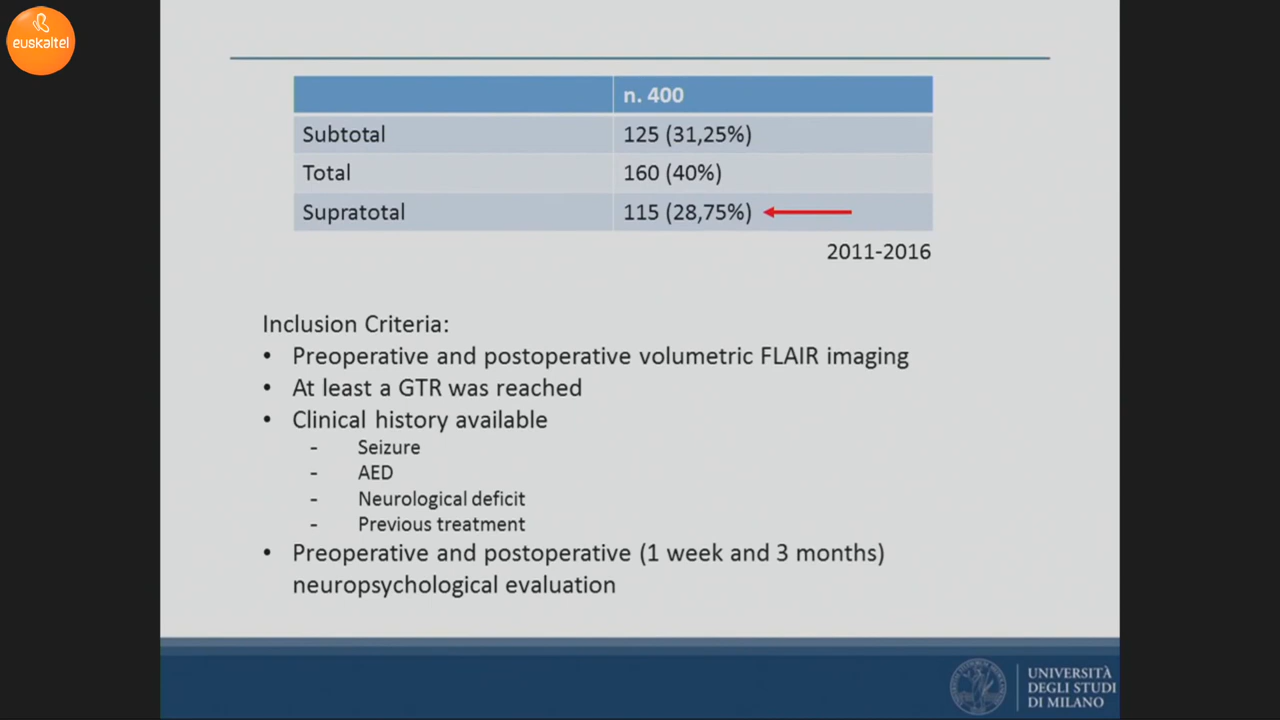 euskaltel
n. 400
Subtotal 125 (31,25%)
Total 160 (40%)
Supratotal 115 (28,75%)
2011-2016
Inclusion Criteria:
• Preoperative and postoperative volumetric FLAIR imaging
• At least a GTR was reached
• Clinical history available
- Seizure
- AED
- Neurological deficit
- Previous treatment
• Preoperative and postoperative (1 week and 3 months)
neuropsychological evaluation
UNIVERSITÀ
DEGLI STUDI
DI MILANO